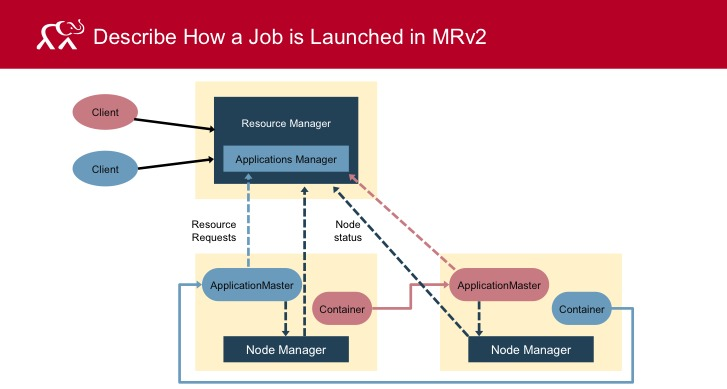 Describe How a Job is Launched in MRv2
Client
Resource Manager
Client
Applications Manager
Resource
Requests
Node
status
ApplicationMaster
Container
Node Manager
ApplicationMaster
Container
Node Manager